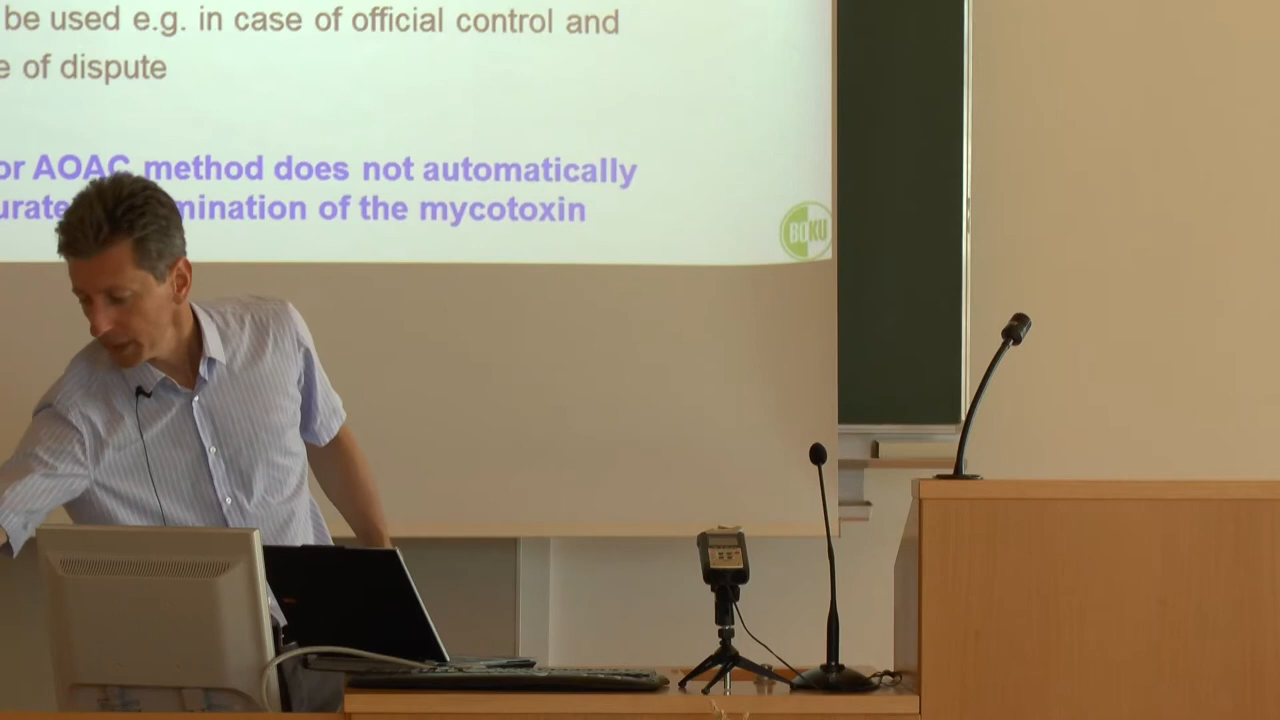 be used e.g. in case of official control and
of dispute
or AOAC method does not automatically
of the mycotoxin
BOKU